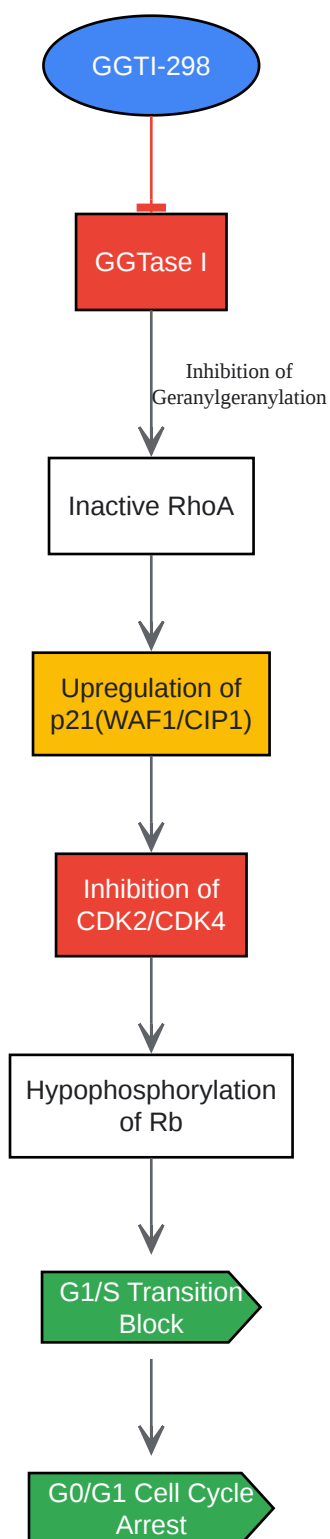 GGTI-298
GGTase I
Inhibition of
Geranylgeranylation
Inactive RhoA
Upregulation of
p21(WAF1/CIP1)
Inhibition of
CDK2/CDK4
Hypophosphorylation
of Rb
G1/S Transition
Block
G0/G1 Cell Cycle
Arrest